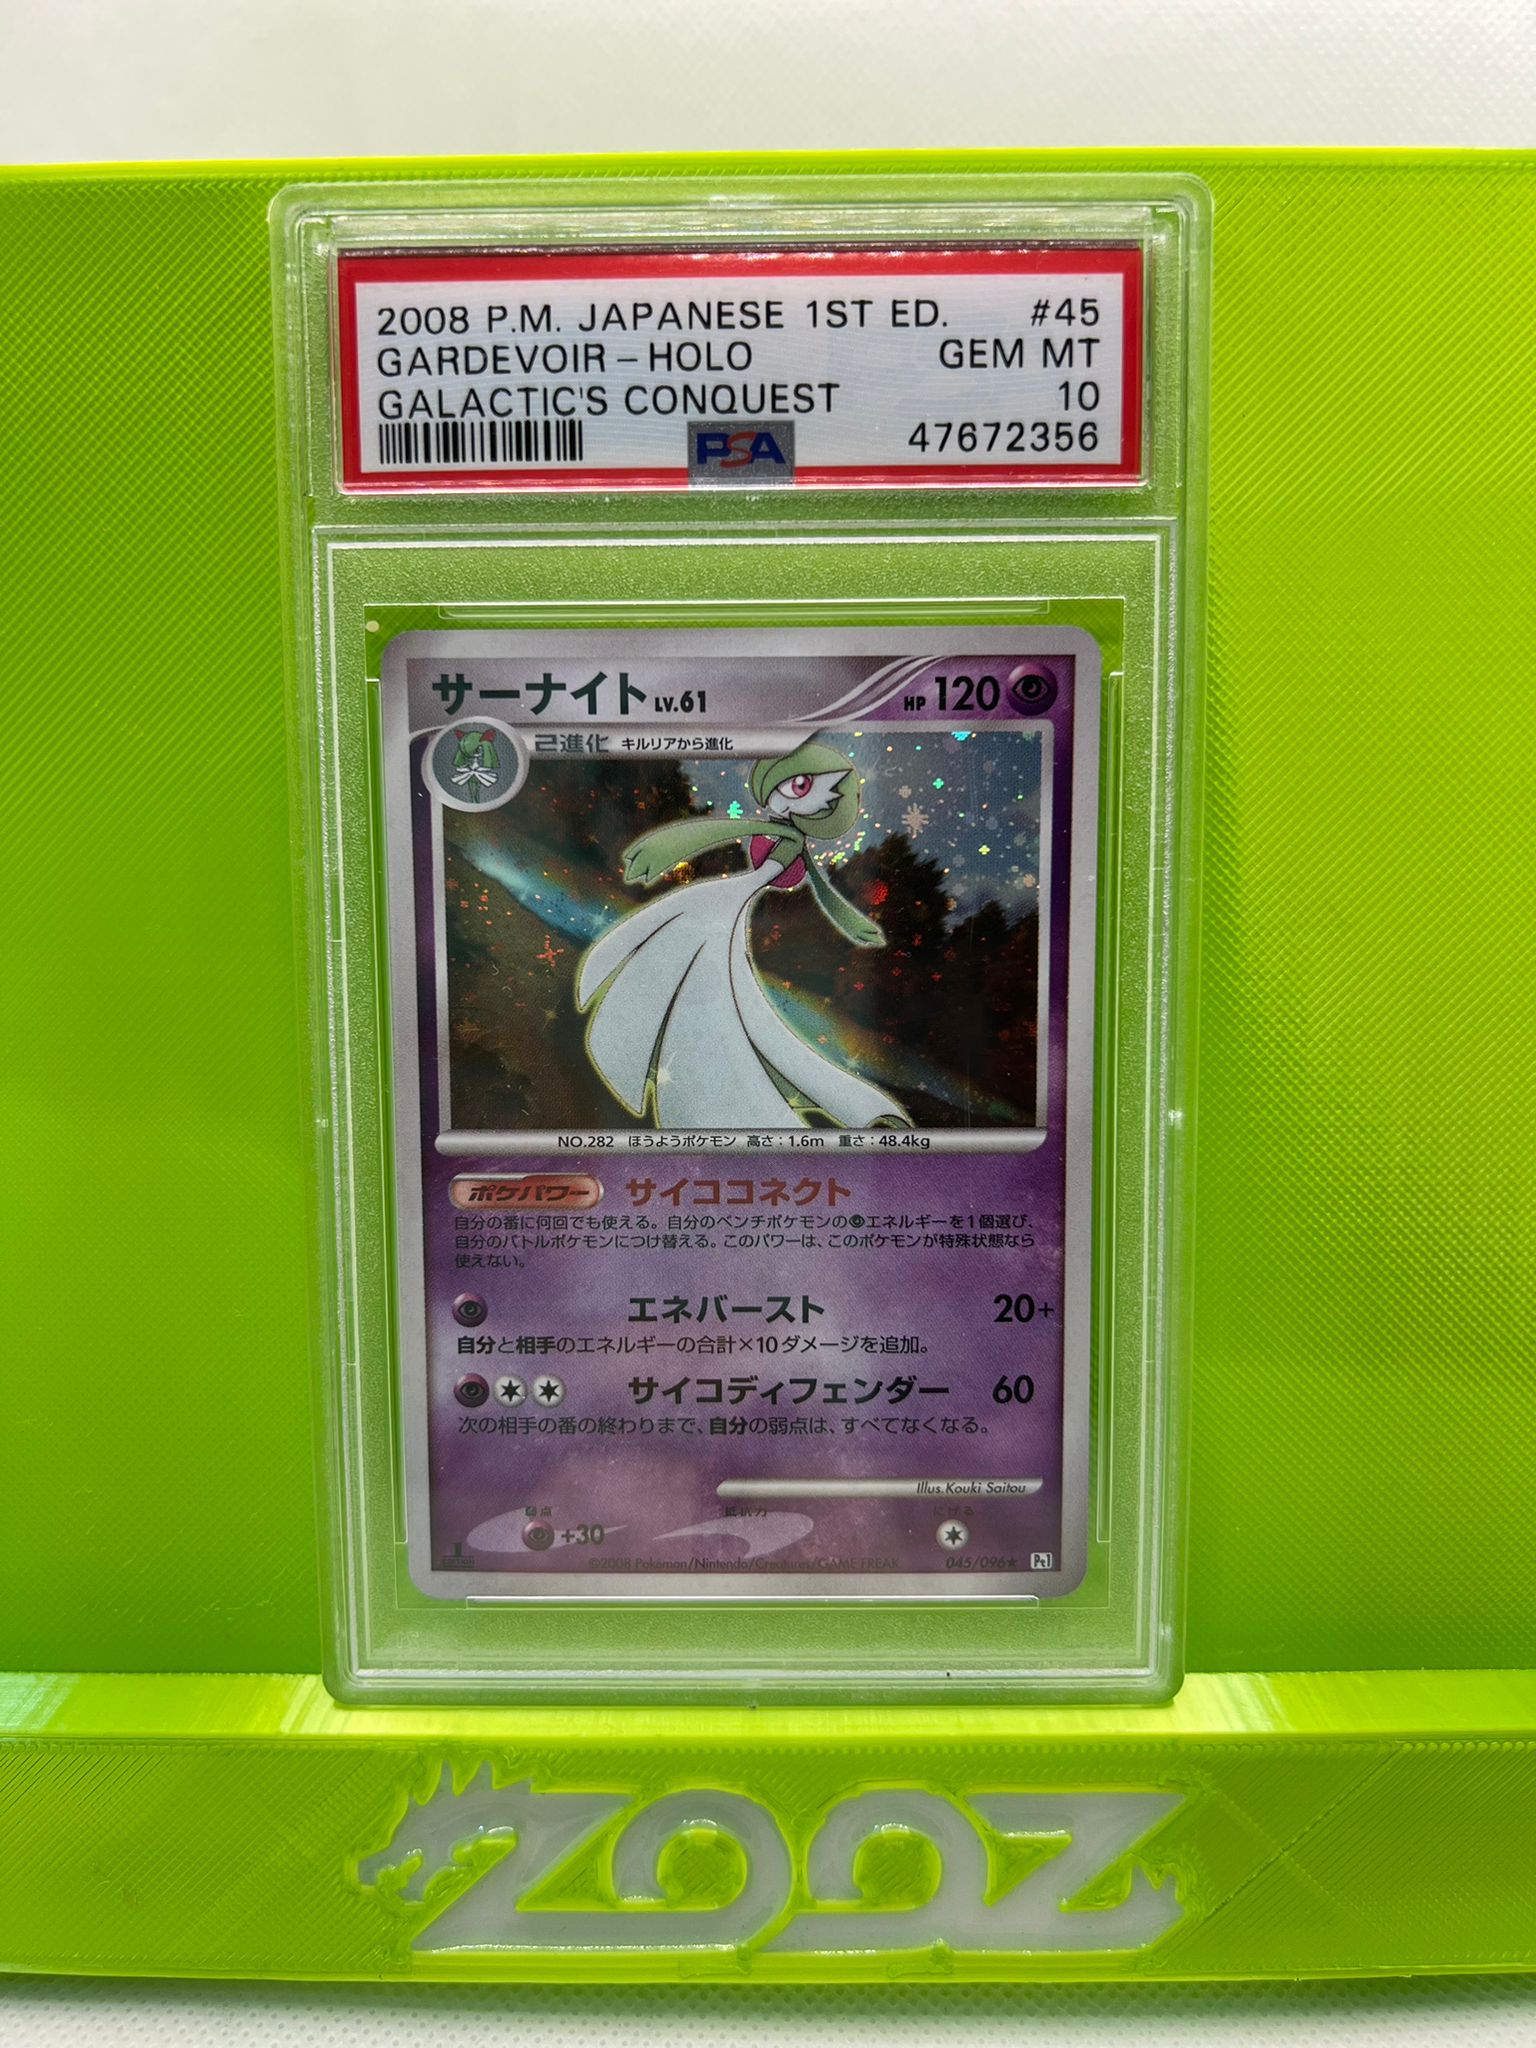 2008 P.M. JAPANESE 1ST ED. #45
GARDEVOIR - HOLO GEM MT
GALACTIC'S CONQUEST 10
PSA 47672356
サーナイト LV.61 HP 120
2進化 キルリアから進化
NO.282 ほうようポケモン 高さ:1.6m 重さ:48.4kg
ポケパワー サイココネクト
自分の番に何回でも使える。自分のベンチポケモンの エネルギーを1個選び、
自分のバトルポケモンにつけ替える。このパワーは、このポケモンが特殊状態なら
使えない。
エネバースト 20+
自分と相手のエネルギーの合計×10ダメージを追加。
サイコディフェンダー 60
次の相手の番の終わりまで、自分の弱点は、すべてなくなる。
Illus. Kouki Saitou
弱点 抵抗力 にげる
+30
1 EDITION ©2008 Pokémon/Nintendo/Creatures/GAME FREAK. 045/096★ Pt1